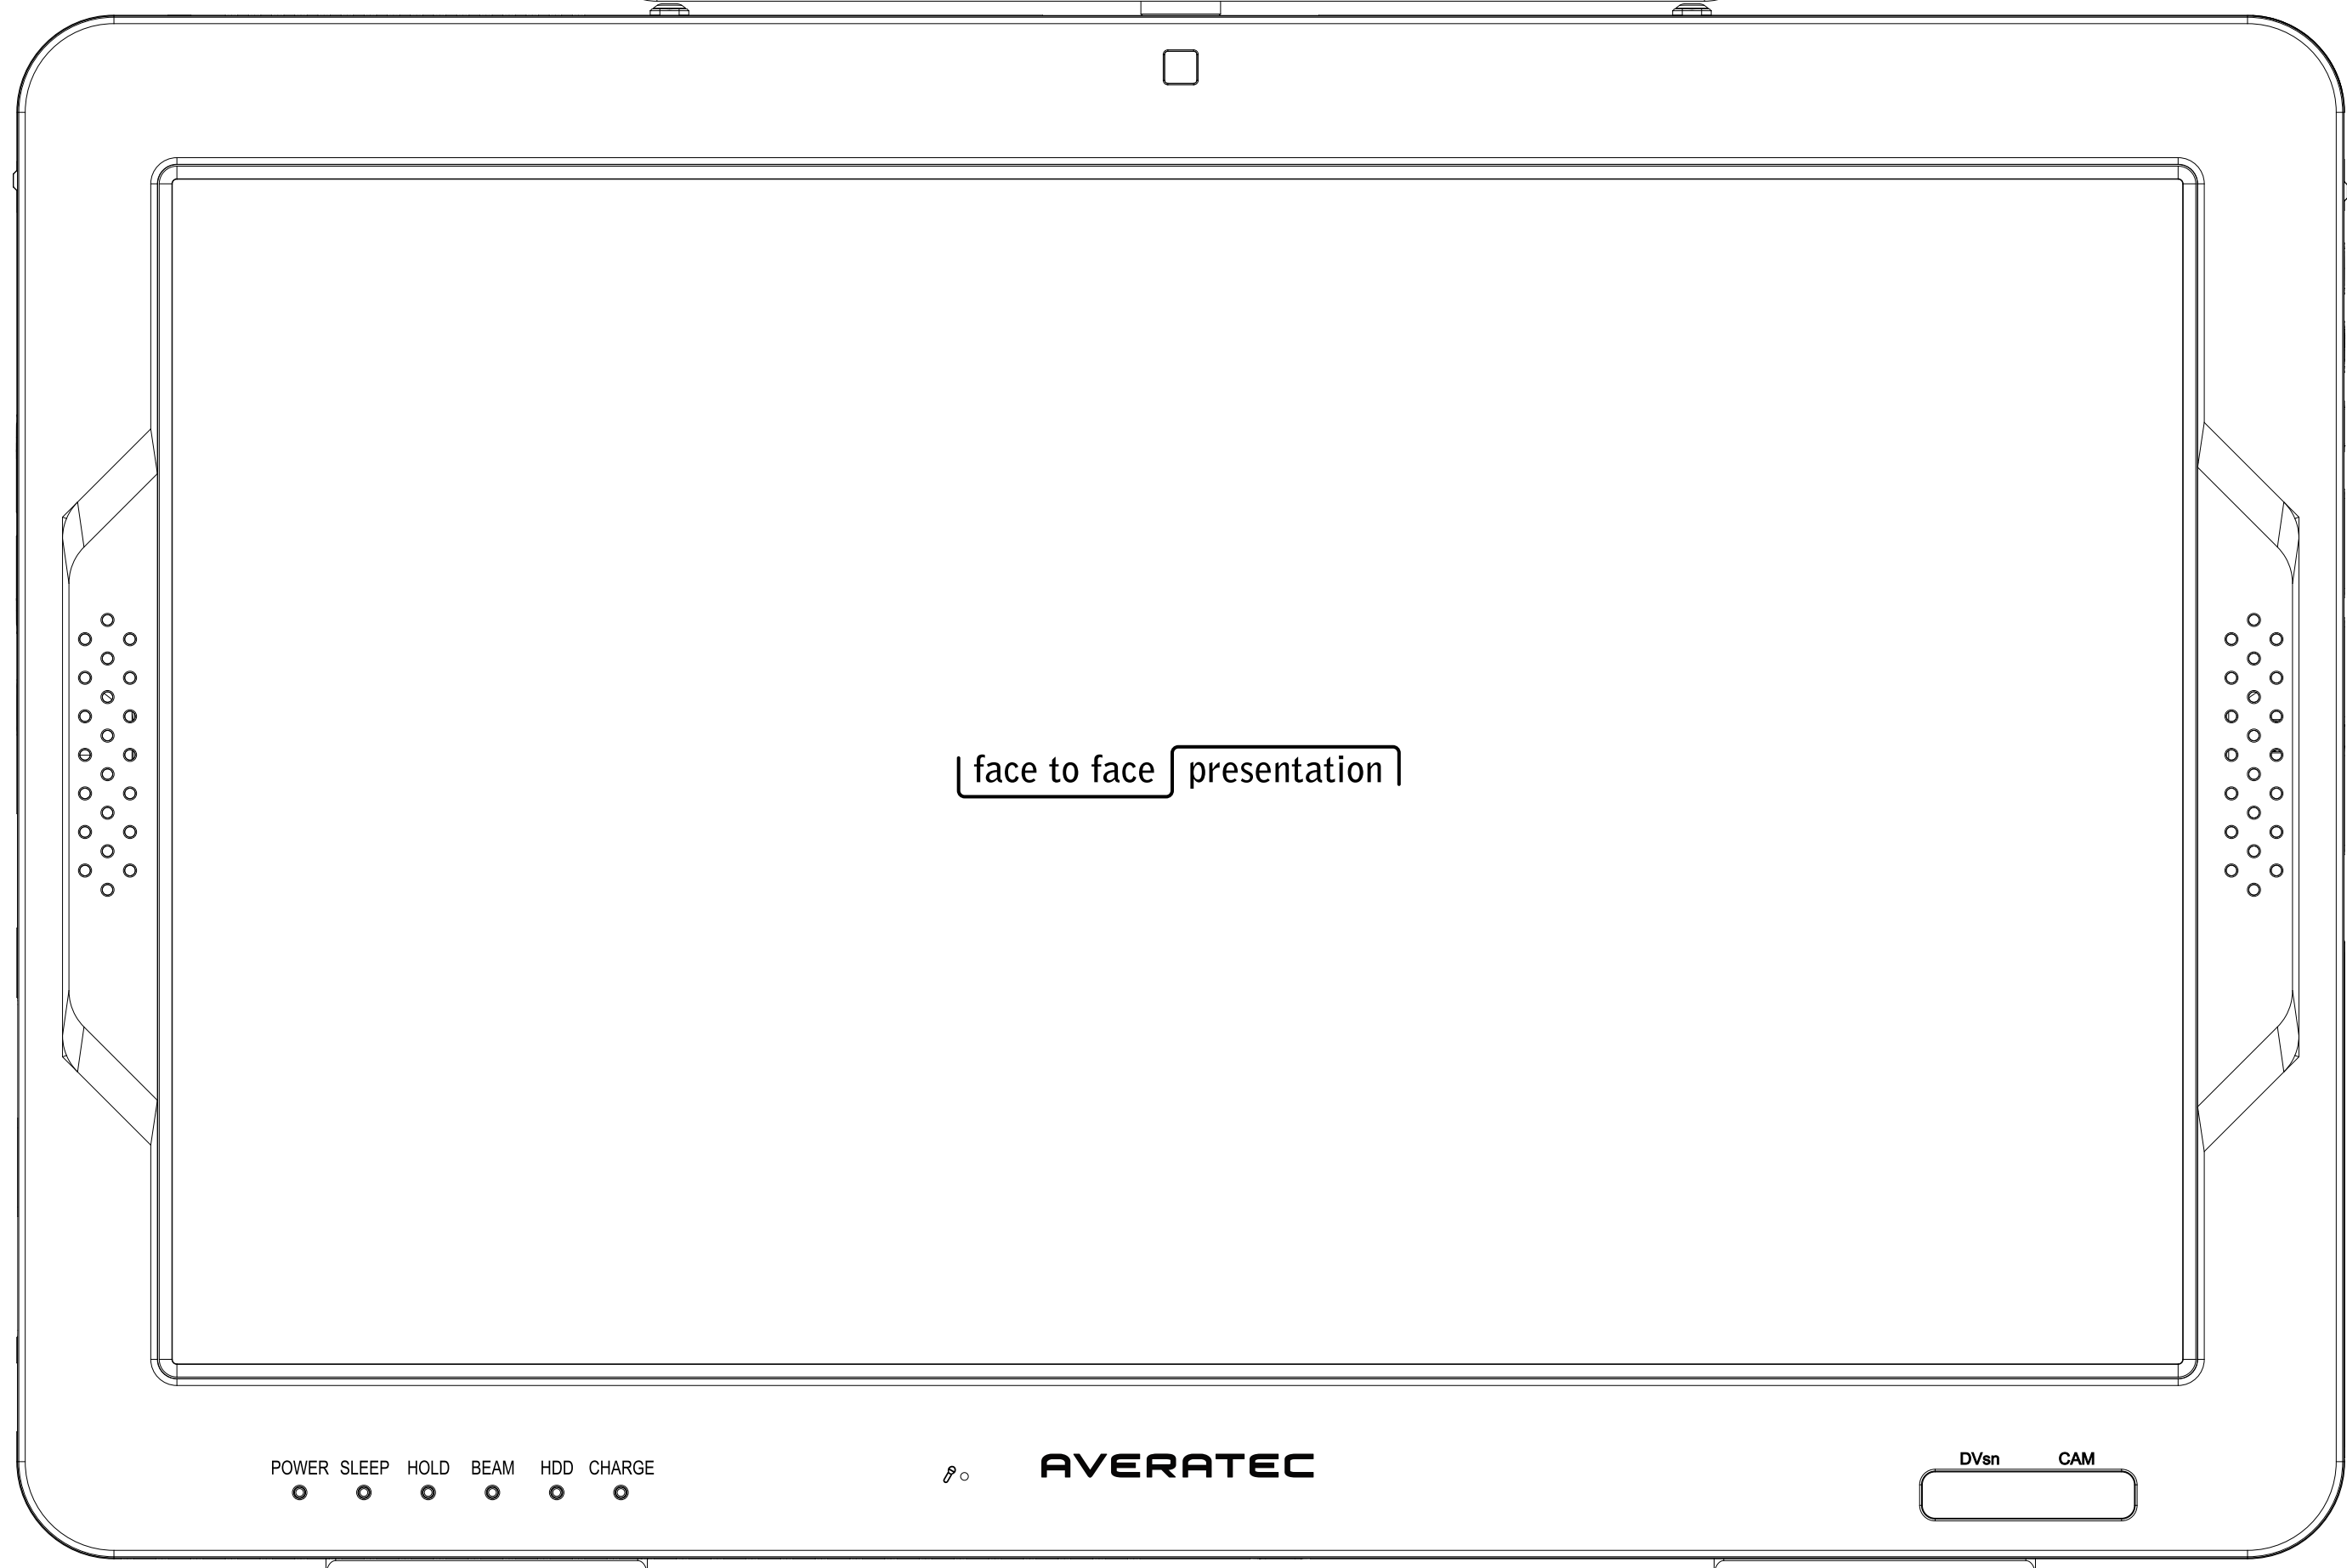 face to face presentation
POWER SLEEP HOLD BEAM HDD CHARGE
AVERATEC
DVsn CAM